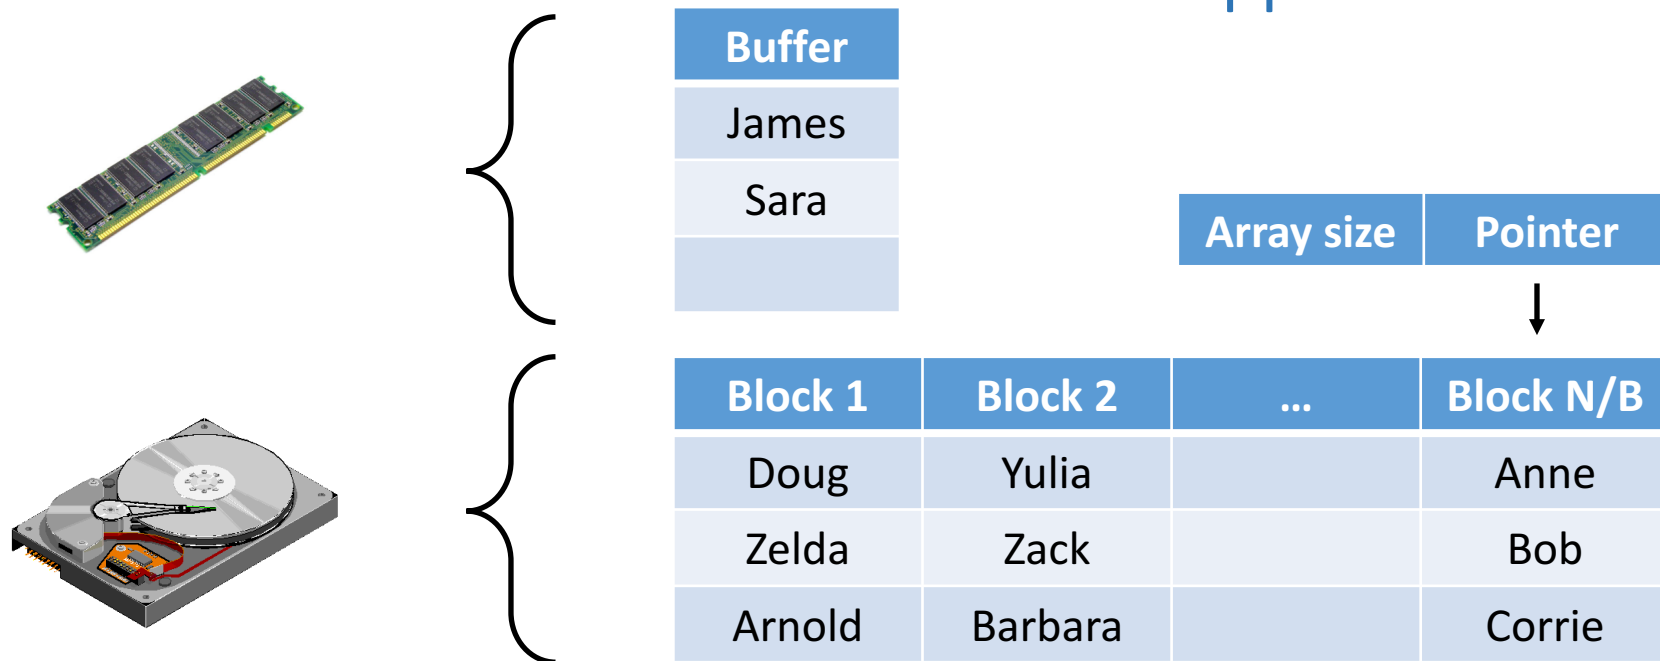 Buffer
James
Sara
Array size Pointer
Block 1 Block 2 ... Block N/B
Doug Yulia Anne
Zelda Zack Bob
Arnold Barbara Corrie